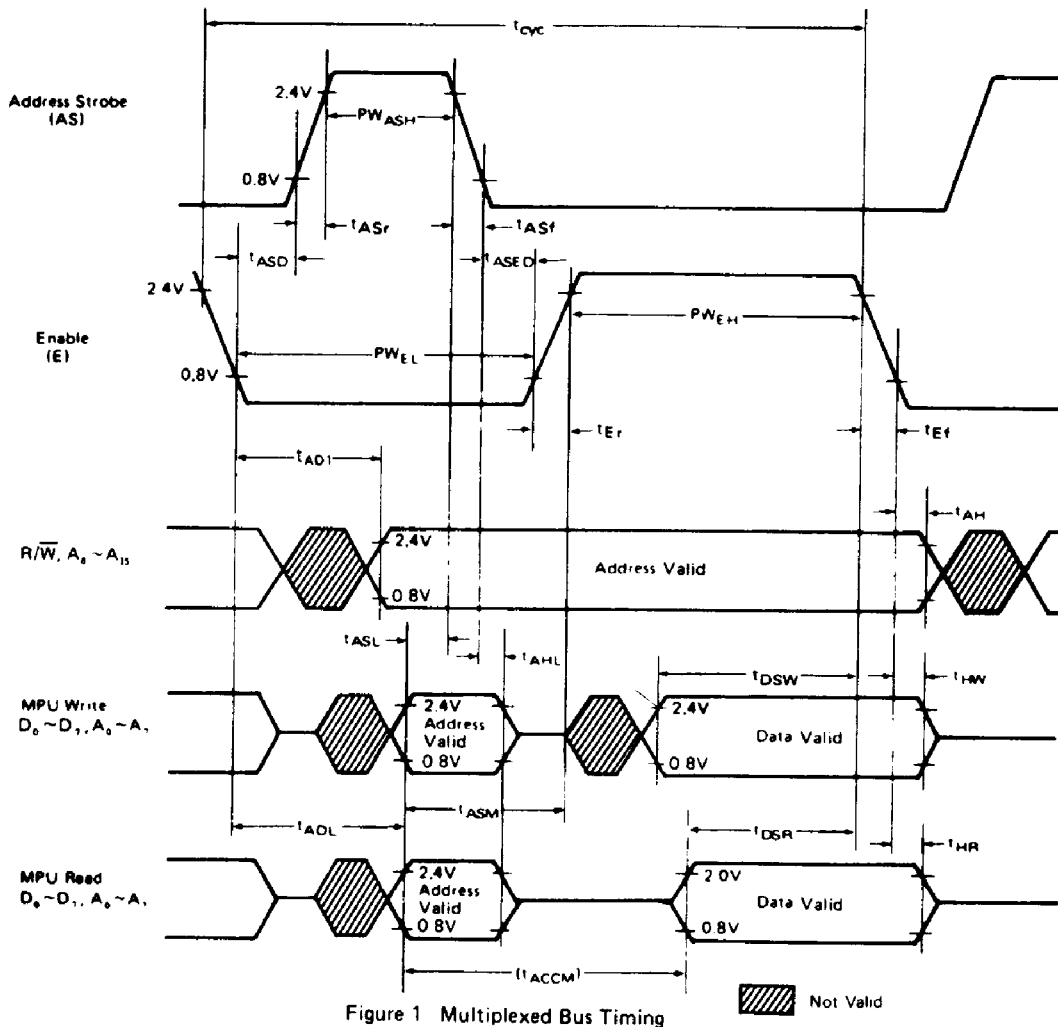 tcyc
Address Strobe
(AS)
2.4V
PWASH
0.8V
tASr
tASf
tASD
tASED
2.4V
Enable
(E)
PWEH
0.8V
PWEL
tEr
tEf
tAD1
tAH
R/W̅, A₈ ~ A₁₅
2.4V
Address Valid
0.8V
tASL
tAHL
tDSW
tHW
MPU Write
D₀ ~ D₇, A₀ ~ A₇
2.4V
Address
Valid
0.8V
2.4V
Data Valid
0.8V
tASM
tADL
tDSR
tHR
MPU Read
D₀ ~ D₇, A₀ ~ A₇
2.4V
Address
Valid
0.8V
2.0V
Data Valid
0.8V
(tACCM)
Not Valid
Figure 1 Multiplexed Bus Timing